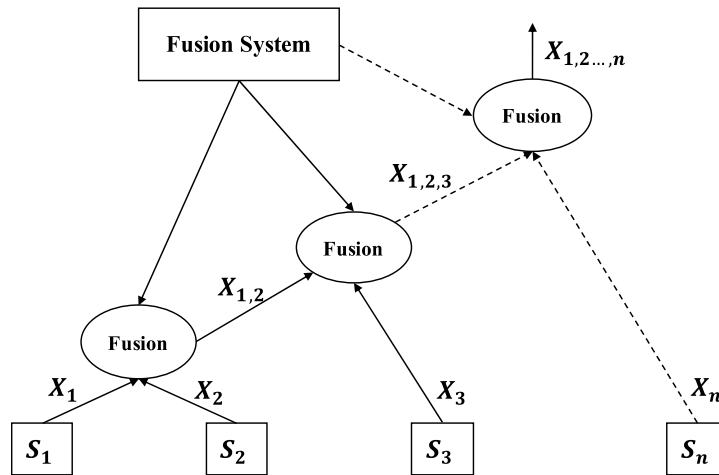 Fusion System
X1,2…,n
Fusion
X1,2,3
Fusion
X1,2
Fusion
X1
X2
X3
Xn
S1
S2
S3
Sn